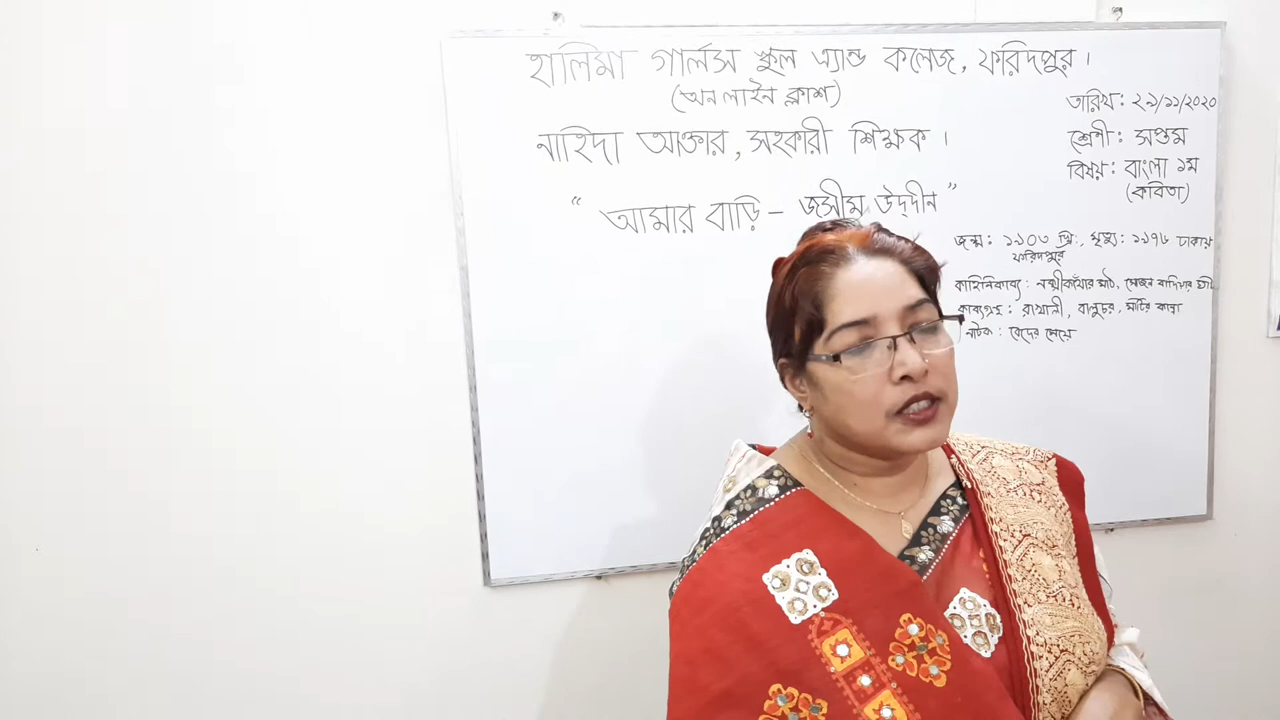 হালিমা গার্লস স্কুল এ্যান্ড কলেজ, ফরিদপুর।
(অনলাইন ক্লাশ)
তারিখ: ২৯/১১/২০২০
নাহিদা আক্তার, সহকারী শিক্ষক।
শ্রেণী: সপ্তম
বিষয়: বাংলা ১ম
(কবিতা)
“আমার বাড়ি – জসীম উদ্‌দীন”
জন্ম: ১৯০৩ খ্রি:, মৃত্যু: ১৯৭৬ ঢাকায়
ফরিদপুরে
কাহিনিকাব্য: নক্সীকাঁথার মাঠ, সোজন বাদিয়ার ঘাট
কাব্যগ্রন্থ: রাখালী, বালুচর, মাটির কান্না
নাটক: বেদের মেয়ে